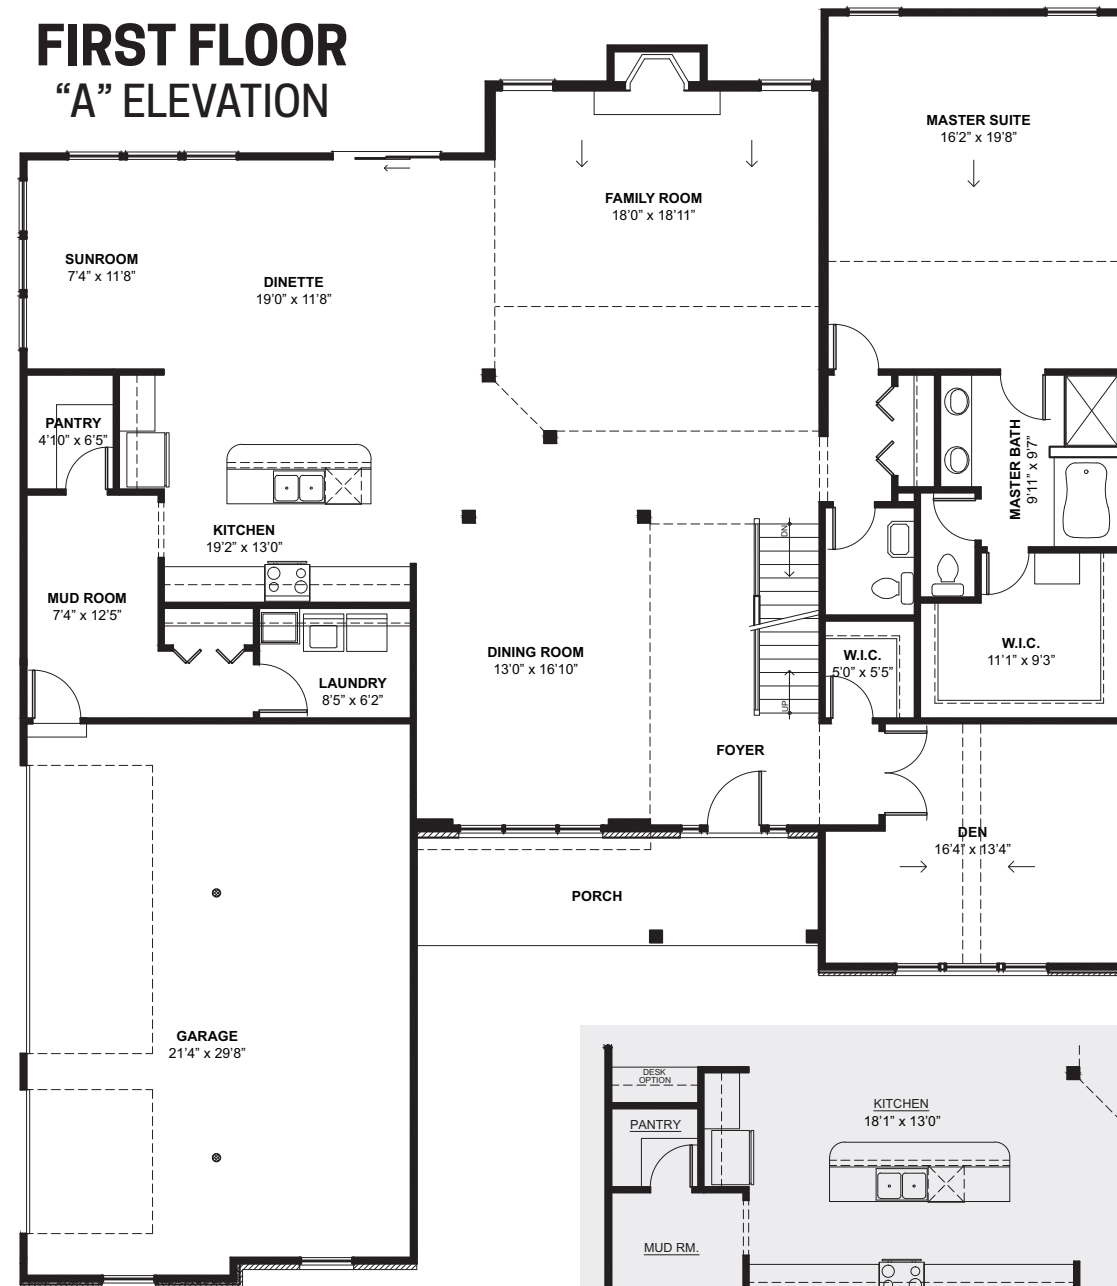 FIRST FLOOR
“A” ELEVATION
MASTER SUITE
16’2” x 19’8”
FAMILY ROOM
18’0” x 18’11”
SUNROOM
7’4” x 11’8”
DINETTE
19’0” x 11’8”
PANTRY
4’10” x 6’5”
MASTER BATH
9’11” x 9’7”
KITCHEN
19’2” x 13’0”
DN
MUD ROOM
7’4” x 12’5”
DINING ROOM
13’0” x 16’10”
W.I.C.
5’0” x 5’5”
W.I.C.
11’1” x 9’3”
LAUNDRY
8’5” x 6’2”
UP
FOYER
DEN
16’4” x 13’4”
PORCH
GARAGE
21’4” x 29’8”
DESK
OPTION
KITCHEN
18’1” x 13’0”
PANTRY
MUD RM.